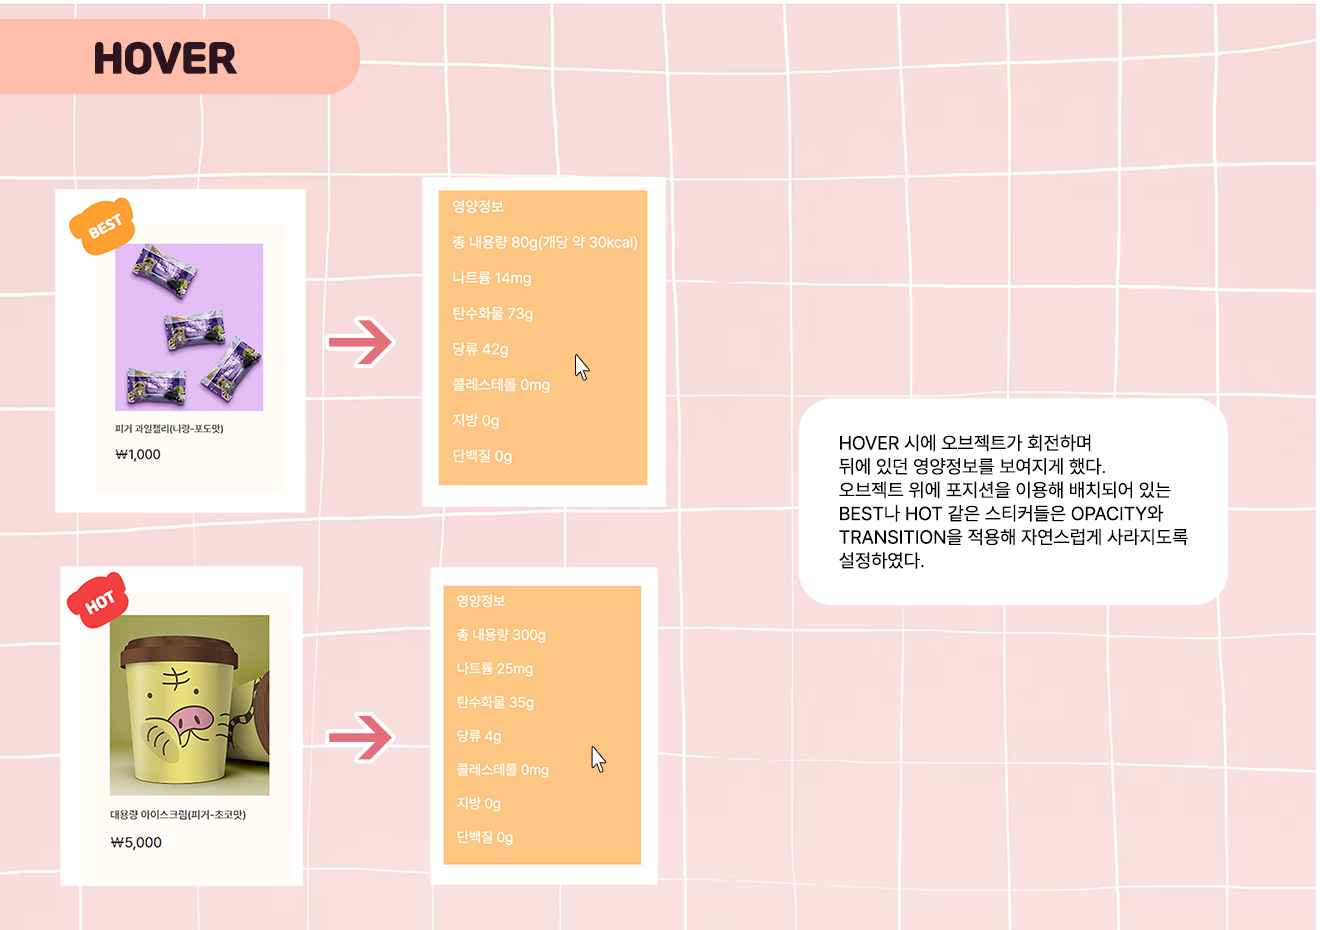 HOVER
BEST
피거 과일젤리(나랑-포도맛)
₩1,000
영양정보
총 내용량 80g(개당 약 30kcal)
나트륨 14mg
탄수화물 73g
당류 42g
콜레스테롤 0mg
지방 0g
단백질 0g
HOT
대용량 아이스크림(피거-초코맛)
₩5,000
영양정보
총 내용량 300g
나트륨 25mg
탄수화물 35g
당류 4g
콜레스테롤 0mg
지방 0g
단백질 0g
HOVER 시에 오브젝트가 회전하며
뒤에 있던 영양정보를 보여지게 했다.
오브젝트 위에 포지션을 이용해 배치되어 있는
BEST나 HOT 같은 스티커들은 OPACITY와
TRANSITION을 적용해 자연스럽게 사라지도록
설정하였다.